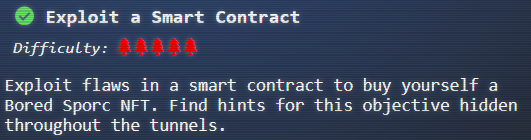 Exploit a Smart Contract
Difficulty:
Exploit flaws in a smart contract to buy yourself a
Bored Sporc NFT. Find hints for this objective hidden
throughout the tunnels.